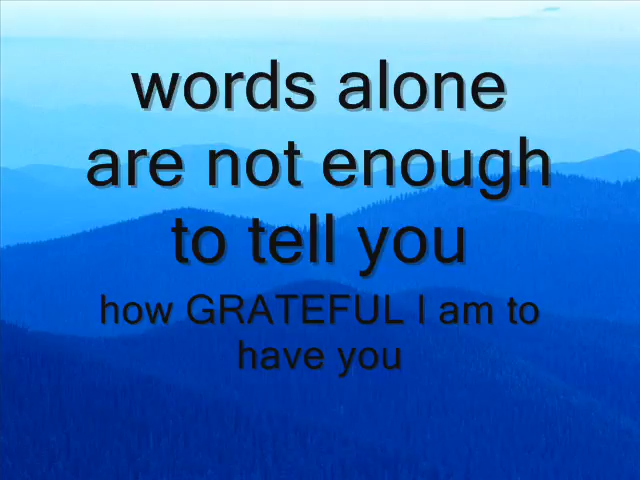 words alone
are not enough
to tell you
how GRATEFUL I am to
have you